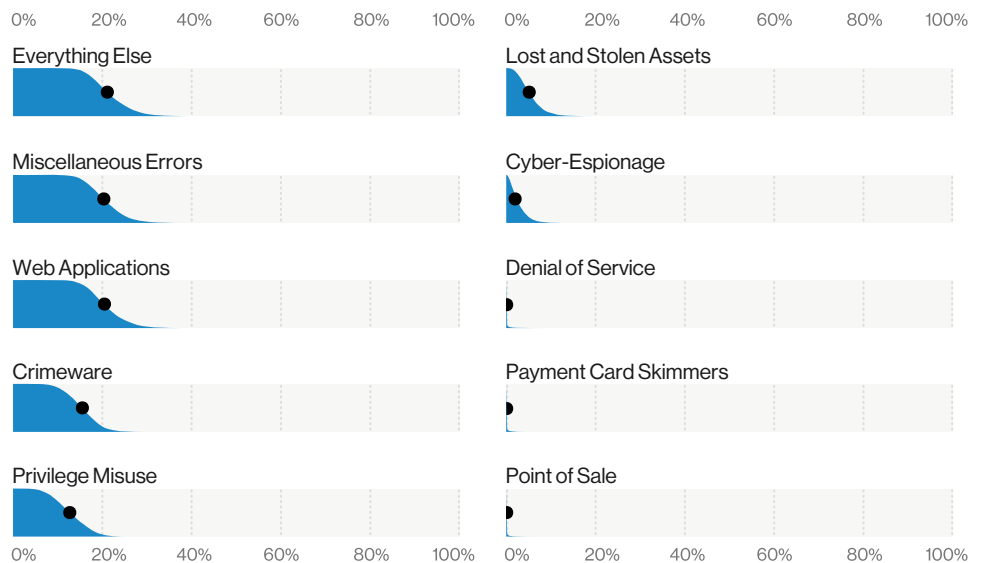 0% 20% 40% 60% 80% 100% 0% 20% 40% 60% 80% 100%
Everything Else
Lost and Stolen Assets
Miscellaneous Errors
Cyber-Espionage
Web Applications
Denial of Service
Crimeware
Payment Card Skimmers
Privilege Misuse
Point of Sale
0% 20% 40% 60% 80% 100% 0% 20% 40% 60% 80% 100%